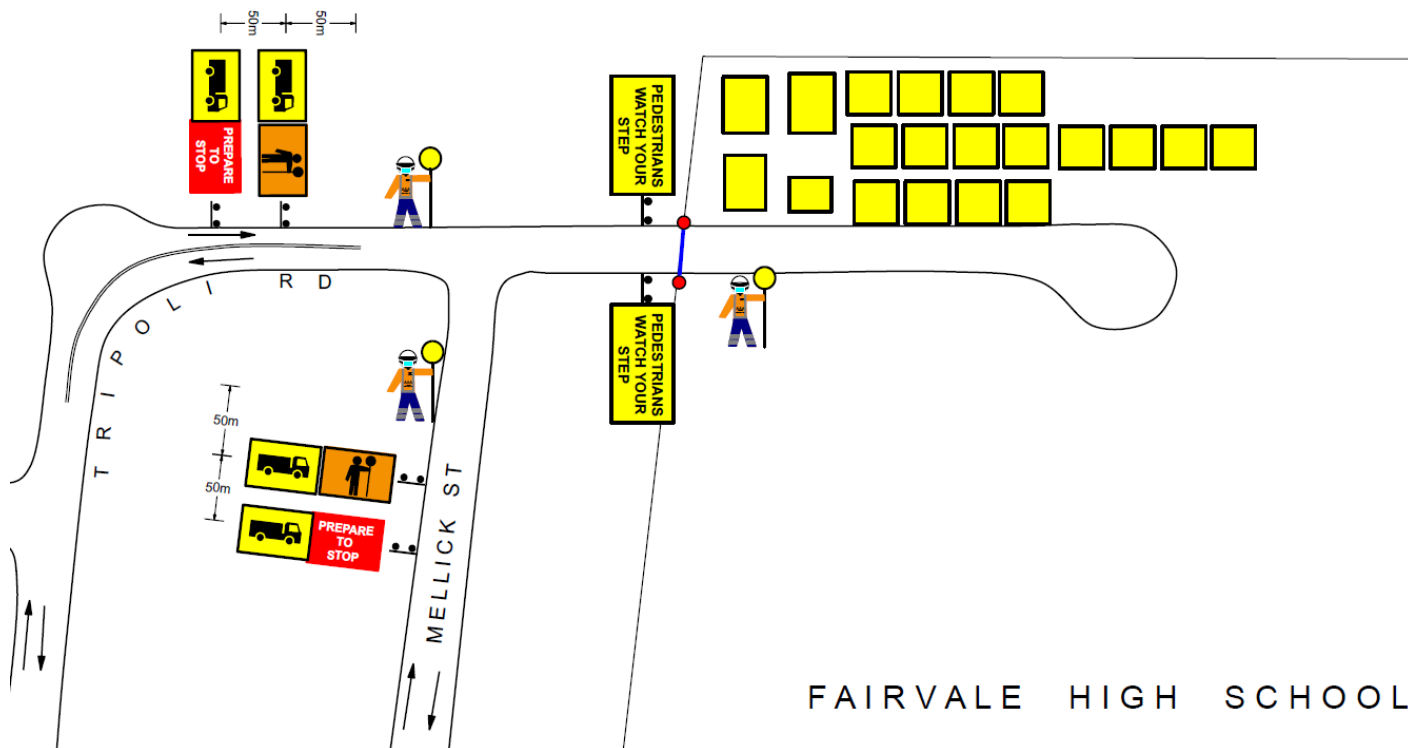 50m
50m
PREPARE
TO
STOP
PEDESTRIANS
WATCH YOUR
STEP
TRIPOLI RD
PEDESTRIANS
WATCH YOUR
STEP
50m
50m
PREPARE
TO
STOP
MELLICK ST
FAIRVALE HIGH SCHOOL